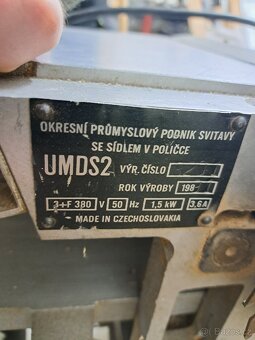 OKRESNÍ PRŮMYSLOVÝ PODNIK SVITAVY
SE SÍDLEM V POLIČCE
UMDS2 VÝR. ČÍSLO
ROK VÝROBY 198
3+F 380 V 50 Hz 1,5 kW 3,6A
MADE IN CZECHOSLOVAKIA